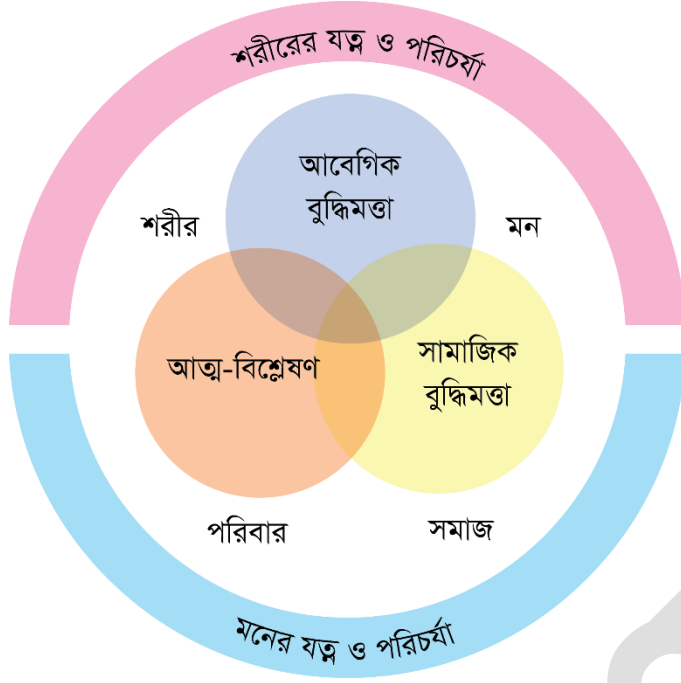 শরীরের যত্ন ও পরিচর্যা
আবেগিক
বুদ্ধিমত্তা
শরীর
মন
আত্ম-বিশ্লেষণ
সামাজিক
বুদ্ধিমত্তা
পরিবার
সমাজ
মনের যত্ন ও পরিচর্যা